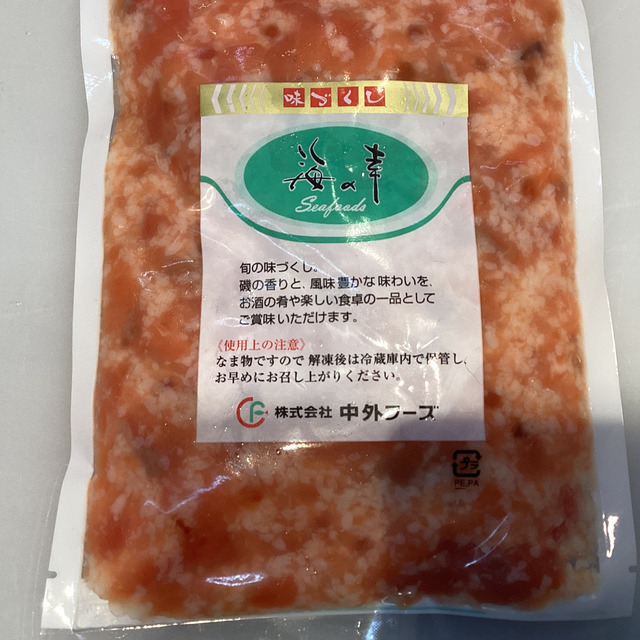 味づくし
海の幸
Seafoods
旬の味づくし。
磯の香りと、風味豊かな味わいを、
お酒の肴や楽しい食卓の一品として
ご賞味いただけます。
《使用上の注意》
なま物ですので解凍後は冷蔵庫内で保管し、
お早めにお召し上がりください。
CF 株式会社 中外フーズ
プラ
PE,PA